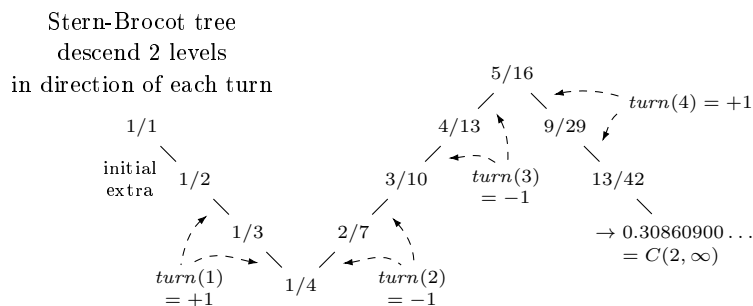 Stern-Brocot tree
descend 2 levels
in direction of each turn
5/16
turn(4) = +1
1/1
4/13
9/29
initial
extra
1/2
3/10
turn(3)
= −1
13/42
1/3
2/7
→ 0.30860900 . . .
= C(2, ∞)
turn(1)
= +1
1/4
turn(2)
= −1